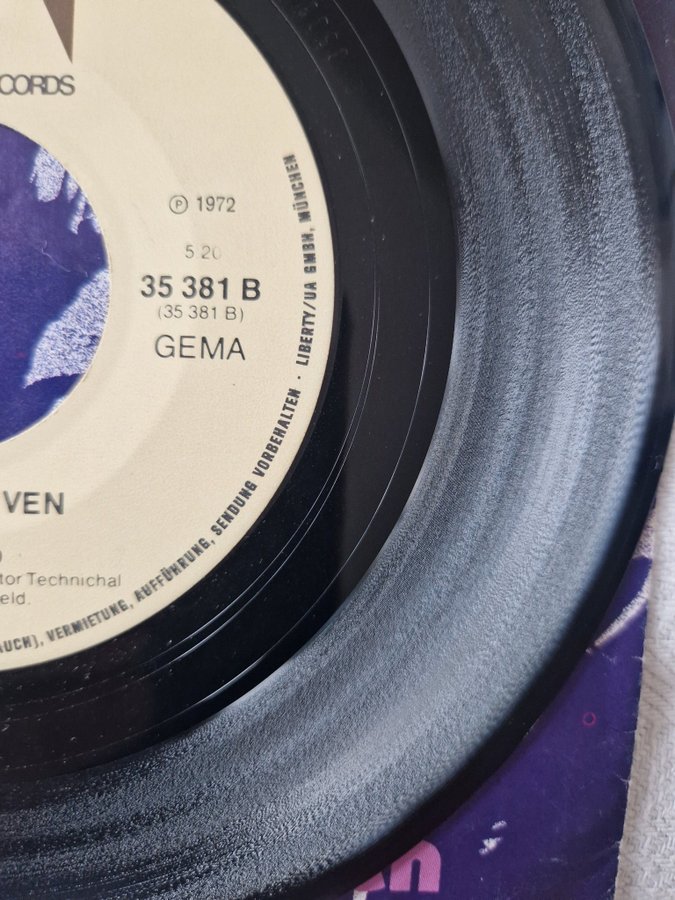 CORDS
℗ 1972
5 20
35 381 B
(35 381 B)
GEMA
VEN
)
tor Technichal
eld.
AUCH), VERMIETUNG, AUFFÜHRUNG, SENDUNG VORBEHALTEN · LIBERTY/UA GMBH, MÜNCHEN